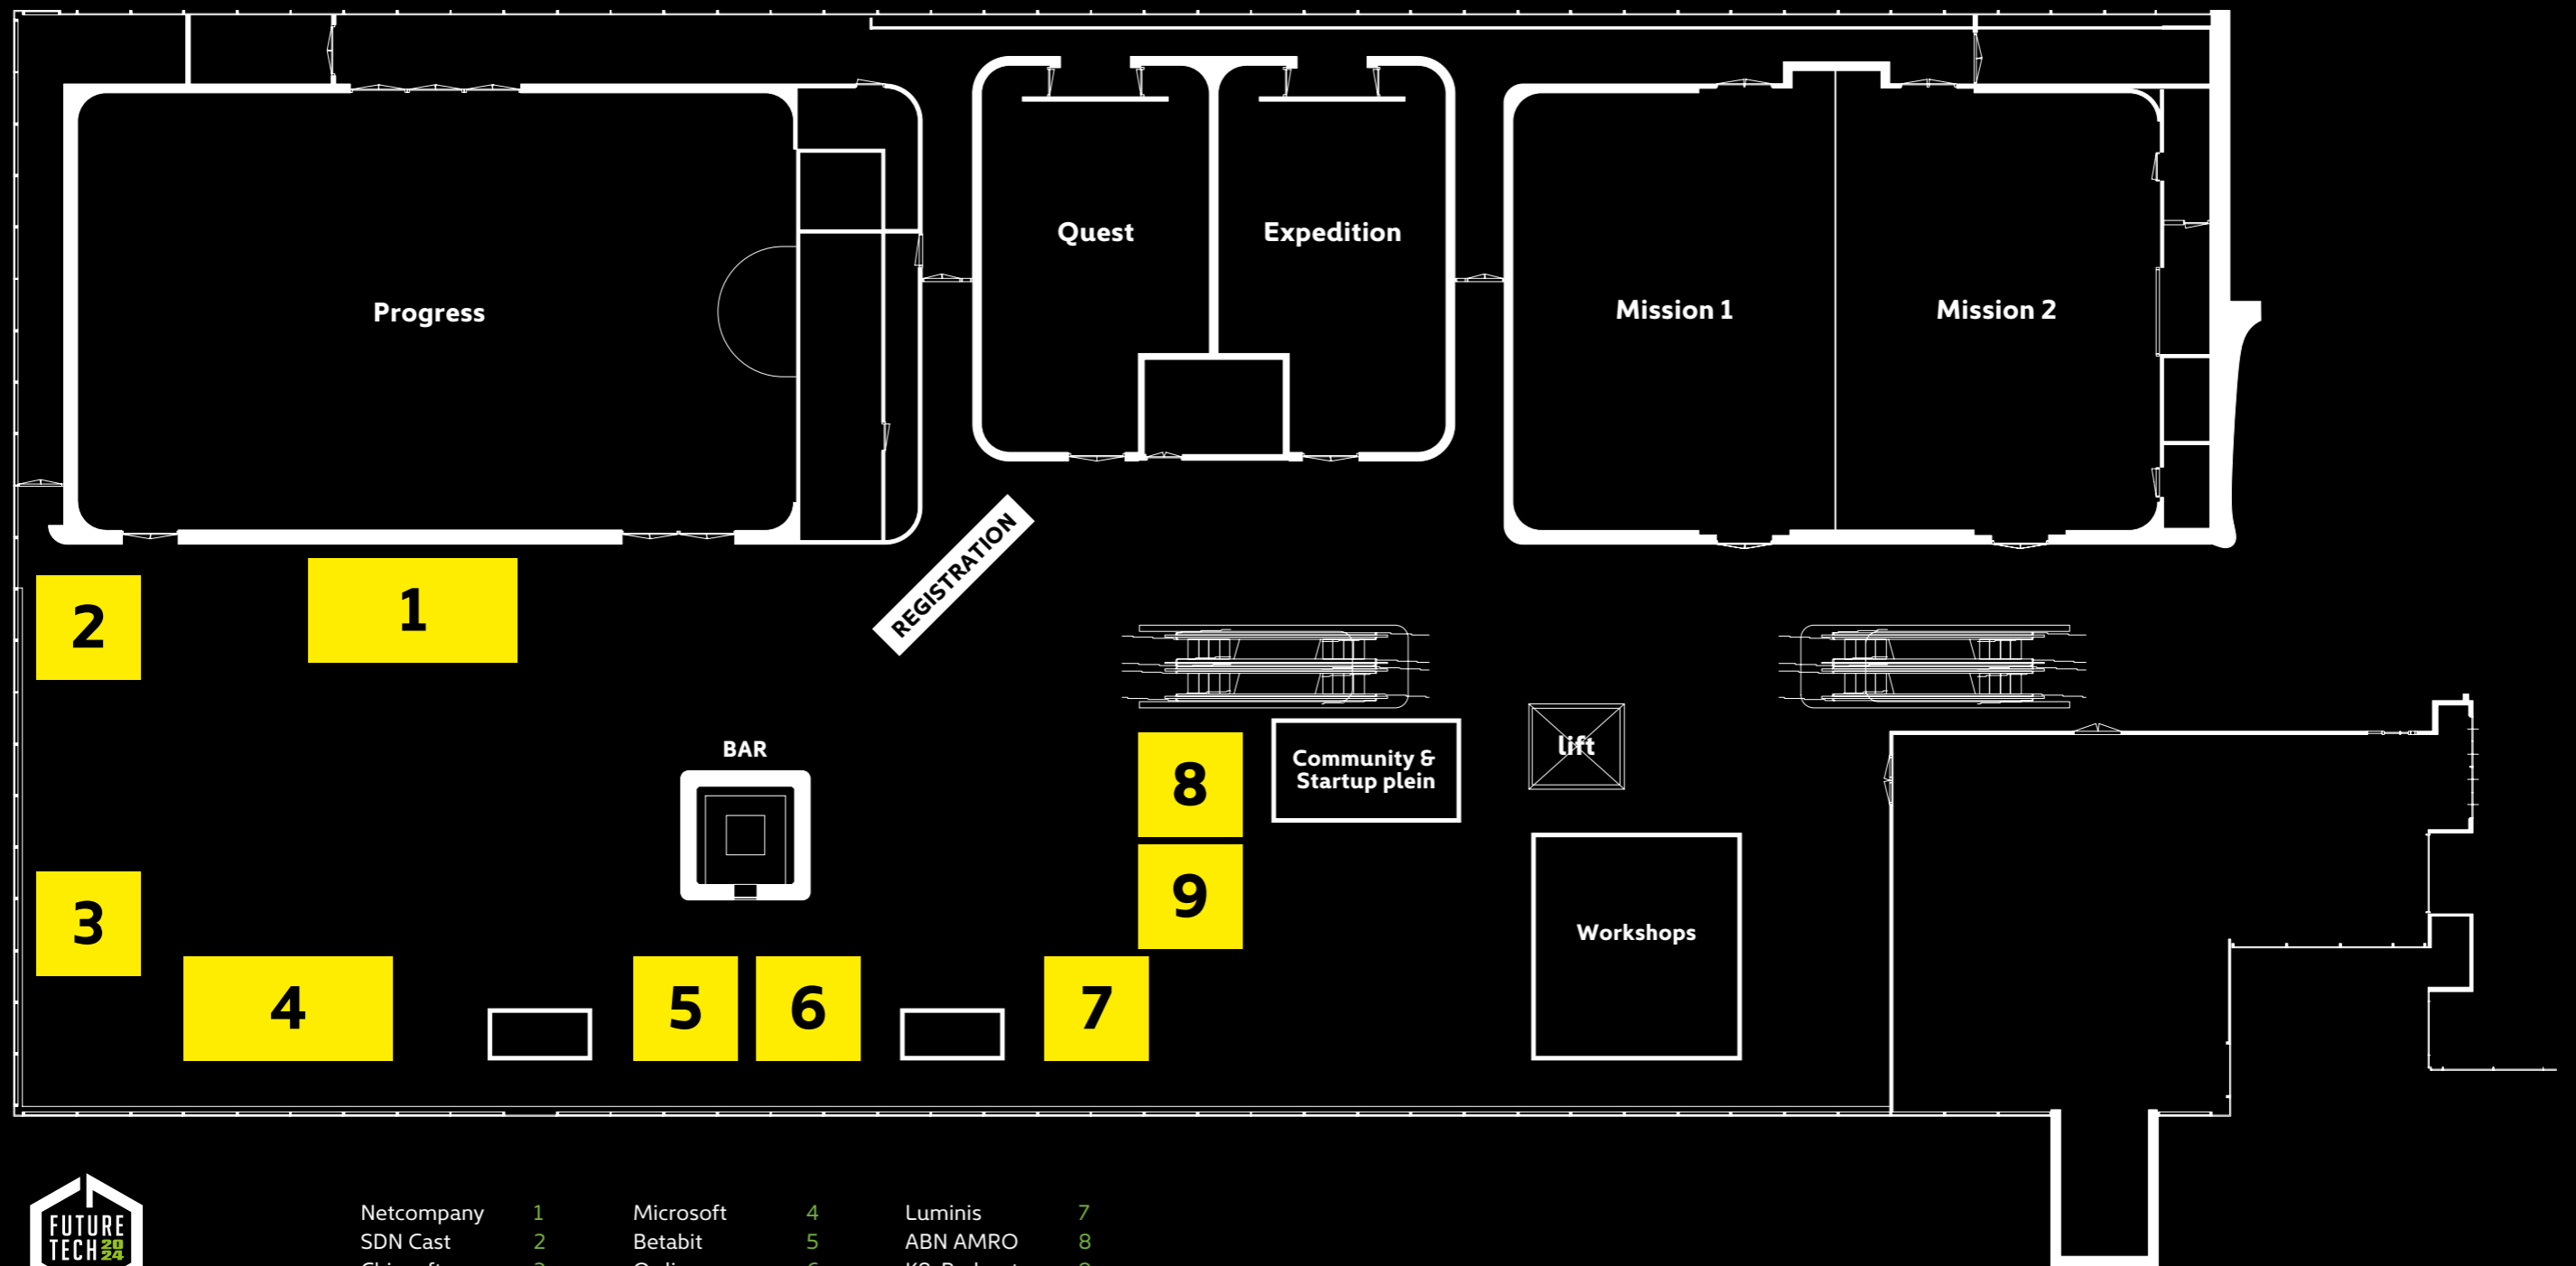 Quest
Expedition
Progress
Mission 1
Mission 2
REGISTRATION
1
2
BAR
lift
Community &
Startup plein
8
9
3
Workshops
4
5
6
7
FUTURE
TECH 20
24
Netcompany 1
SDN Cast 2
Microsoft 4
Betabit 5
Luminis 7
ABN AMRO 8